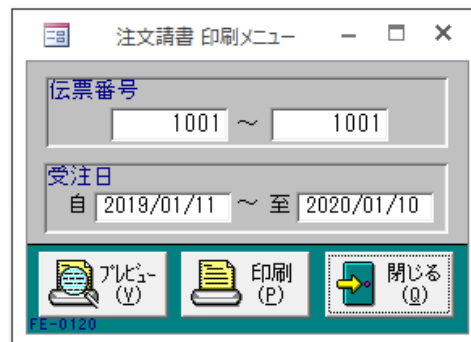 注文請書 印刷メニュー
伝票番号
1001 ～ 1001
受注日
自 2019/01/11 ～ 至 2020/01/10
ﾌﾟﾚﾋﾞｭｰ 印刷 閉じる
(V) (P) (Q)
FE-0120